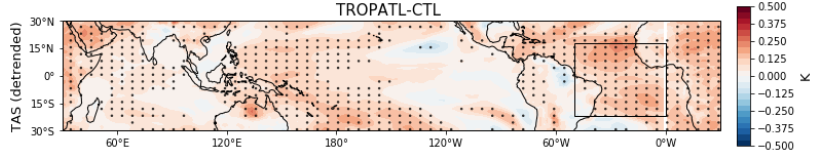 TROPATL-CTL
TAS (detrended)
30°N
15°N
0°
15°S
30°S
60°E
120°E
180°
120°W
60°W
0°W
0.500
0.375
0.250
0.125
0.000
−0.125
−0.250
−0.375
−0.500
K